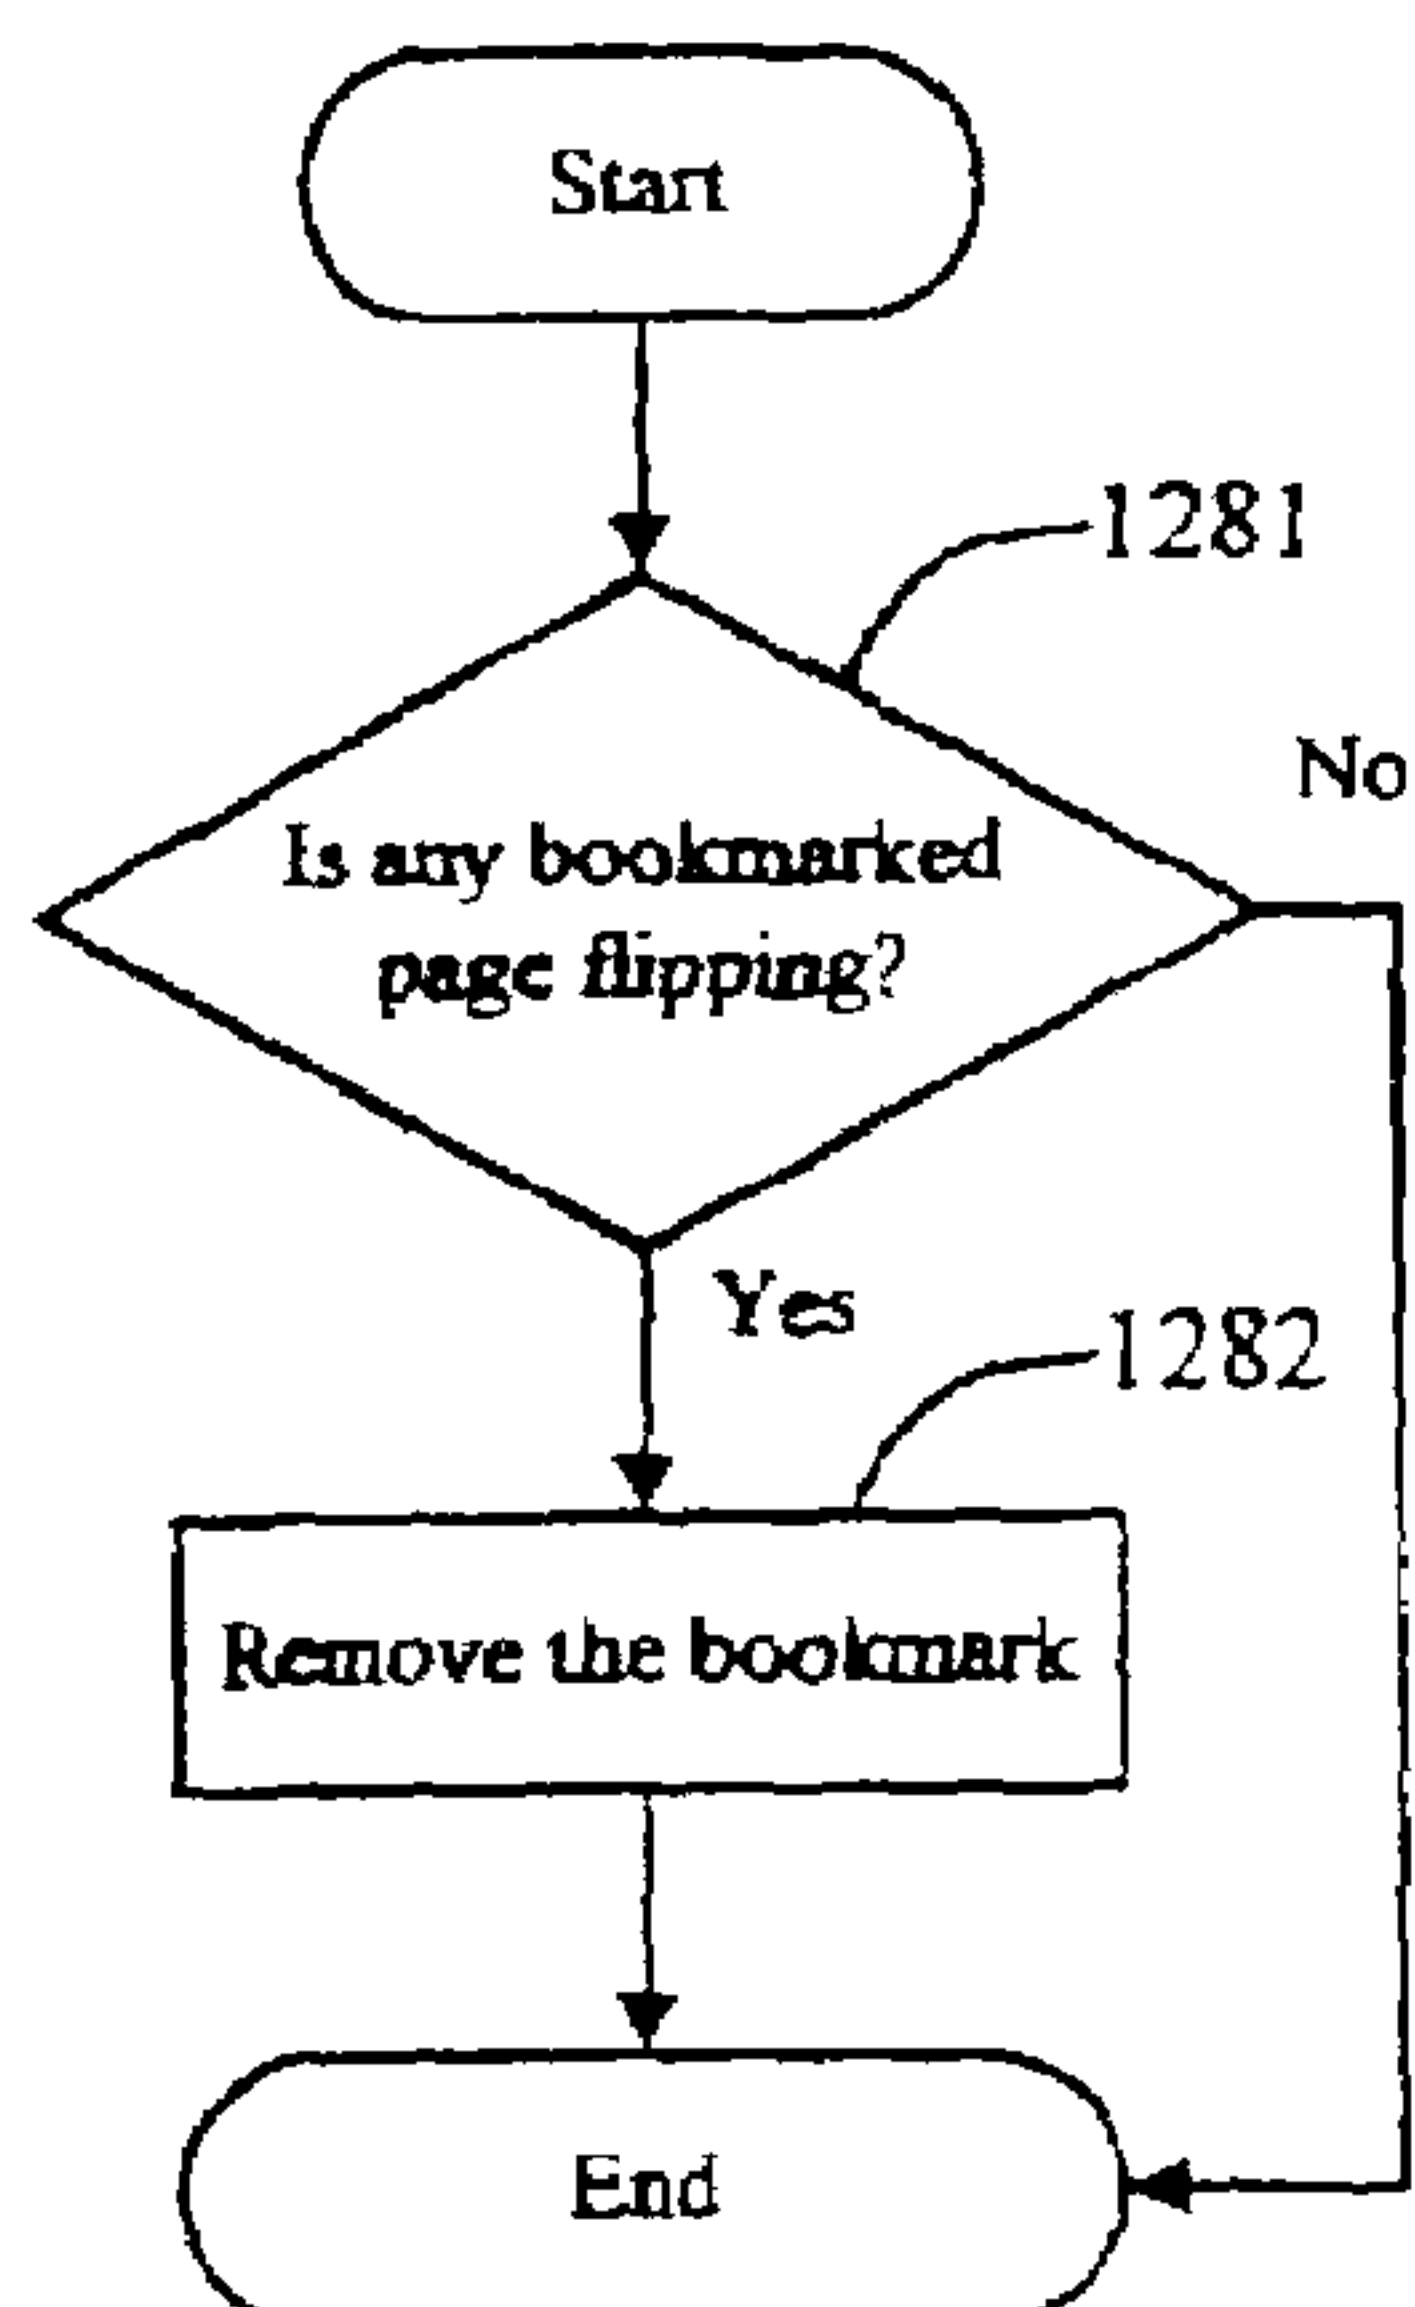 Start
1281
No
Is any bookmarked
page flipping?
Yes
1282
Remove the bookmark
End